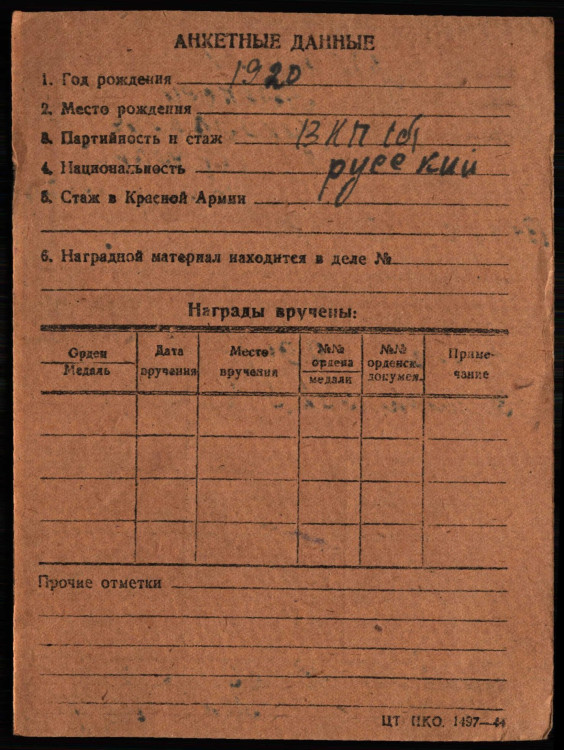 АНКЕТНЫЕ ДАННЫЕ
1. Год рождения 1920
2. Место рождения
3. Партийность и стаж ВКП(б)
4. Национальность русский
5. Стаж в Красной Армии
6. Наградной материал находится в деле №
Награды вручены:
Орден Медаль
Дата вручения
Место вручения
№№ ордена медали
№№ орденск. докумен.
Приме-чание
Прочие отметки
ЦТ НКО. 1497—44